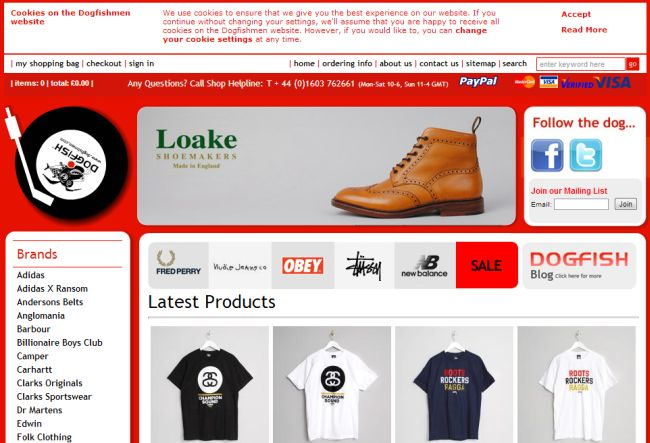 Cookies on the Dogfishmen
website
We use cookies to ensure that we give you the best experience on our website. If you
continue without changing your settings, we'll assume that you are happy to receive all
cookies on the Dogfishmen website. However, if you would like to, you can change
your cookie settings at any time.
Accept
Read More
| my shopping bag | checkout | sign in
| home | ordering info | about us | contact us | sitemap | search
enter keyword here
go
| items: 0 | total: £0.00 |
Any Questions? Call Shop Helpline: T + 44 (0)1603 762661 (Mon-Sat 10-6, Sun 11-4 GMT)
PayPal
MasterCard
VISA
VERIFIED by VISA
DOGFISH
Loake
SHOEMAKERS
Made in England
Follow the dog...
Join our Mailing List
Email:
Join
Brands
Adidas
Adidas X Ransom
Andersons Belts
Anglomania
Barbour
Billionaire Boys Club
Camper
Carhartt
Clarks Originals
Clarks Sportswear
Dr Martens
Edwin
Folk Clothing
FRED PERRY
nudie jeans co
OBEY
STÜSSY
new balance
SALE
DOGFISH
Blog Click here for more
Latest Products
CHAMPION
SOUND
CHAMPION
SOUND
ROOTS
ROCKERS
RAGGA
ROOTS
ROCKERS
RAGGA